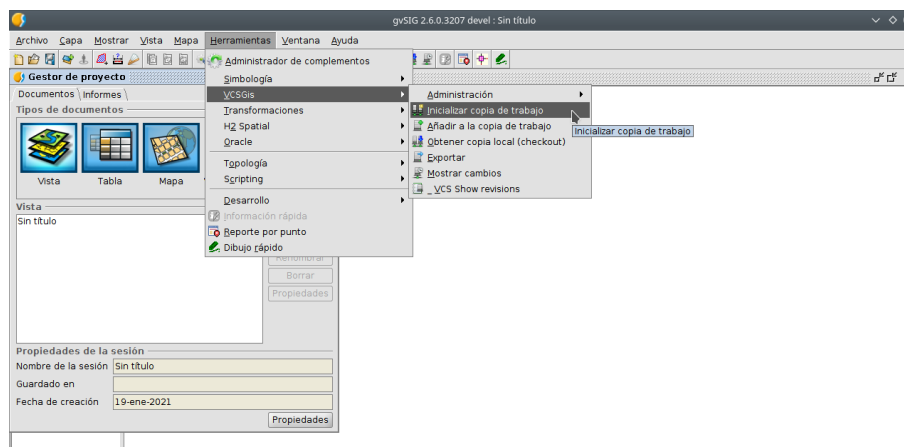 gvSIG 2.6.0.3207 devel : Sin título
Archivo Capa Mostrar Vista Mapa Herramientas Ventana Ayuda
Gestor de proyecto
Documentos Informes
Tipos de documentos
Vista Tabla Mapa
Vista
Sin título
Renombrar
Borrar
Propiedades
Propiedades de la sesión
Nombre de la sesión Sin título
Guardado en
Fecha de creación 19-ene-2021
Propiedades
Administrador de complementos
Simbología
VCSGis
Transformaciones
H2 Spatial
Oracle
Topología
Scripting
Desarrollo
Información rápida
Reporte por punto
Dibujo rápido
Administración
Inicializar copia de trabajo
Añadir a la copia de trabajo
Obtener copia local (checkout)
Exportar
Mostrar cambios
_VCS Show revisions
Inicializar copia de trabajo